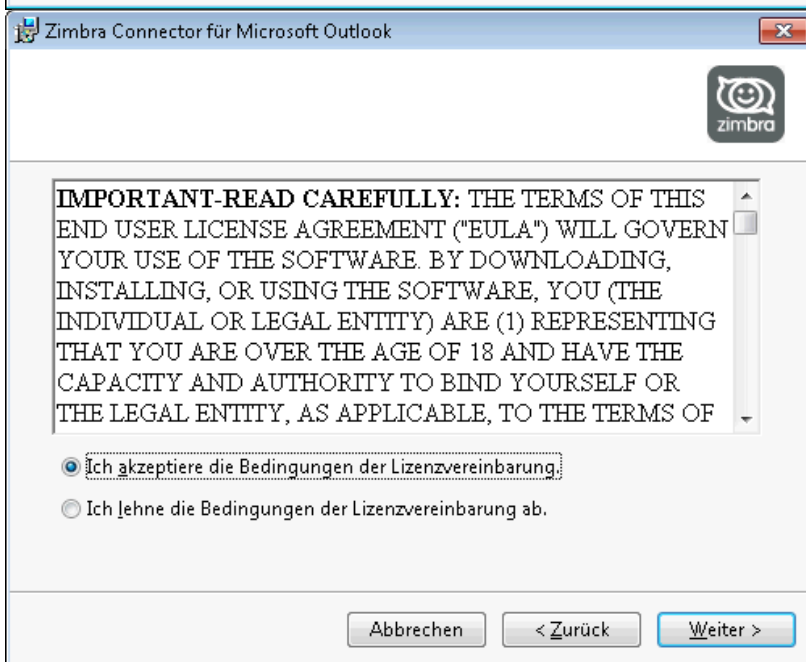 Zimbra Connector für Microsoft Outlook
zimbra
IMPORTANT-READ CAREFULLY: THE TERMS OF THIS
END USER LICENSE AGREEMENT ("EULA") WILL GOVERN
YOUR USE OF THE SOFTWARE. BY DOWNLOADING,
INSTALLING, OR USING THE SOFTWARE, YOU (THE
INDIVIDUAL OR LEGAL ENTITY) ARE (1) REPRESENTING
THAT YOU ARE OVER THE AGE OF 18 AND HAVE THE
CAPACITY AND AUTHORITY TO BIND YOURSELF OR
THE LEGAL ENTITY, AS APPLICABLE, TO THE TERMS OF
Ich akzeptiere die Bedingungen der Lizenzvereinbarung.
Ich lehne die Bedingungen der Lizenzvereinbarung ab.
Abbrechen
< Zurück
Weiter >